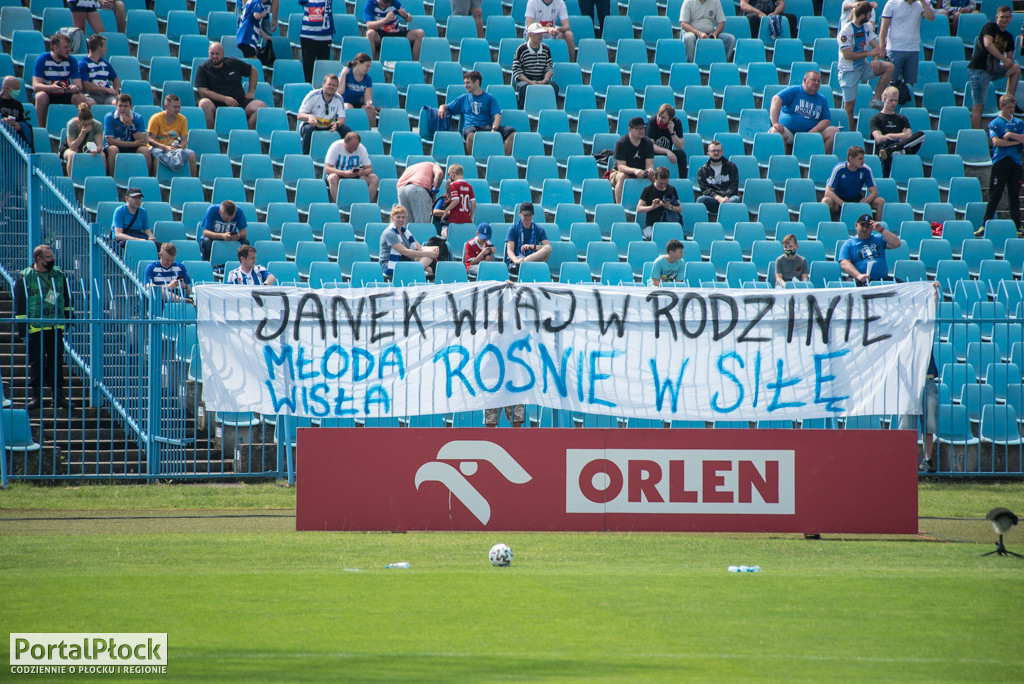 JANEK WITAJ W RODZINIE
MŁODA WISŁA ROŚNIE W SIŁĘ
ORLEN
PortalPłock
CODZIENNIE O PŁOCKU I REGIONIE